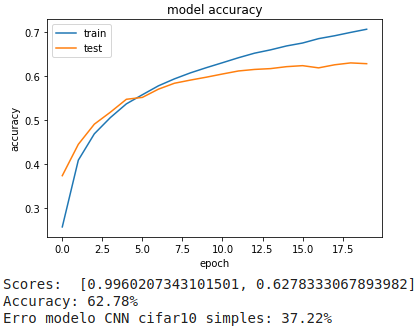 model accuracy
train
test
0.7
0.6
0.5
0.4
0.3
accuracy
0.0 2.5 5.0 7.5 10.0 12.5 15.0 17.5
epoch
Scores:  [0.9960207343101501, 0.6278333067893982]
Accuracy: 62.78%
Erro modelo CNN cifar10 simples: 37.22%